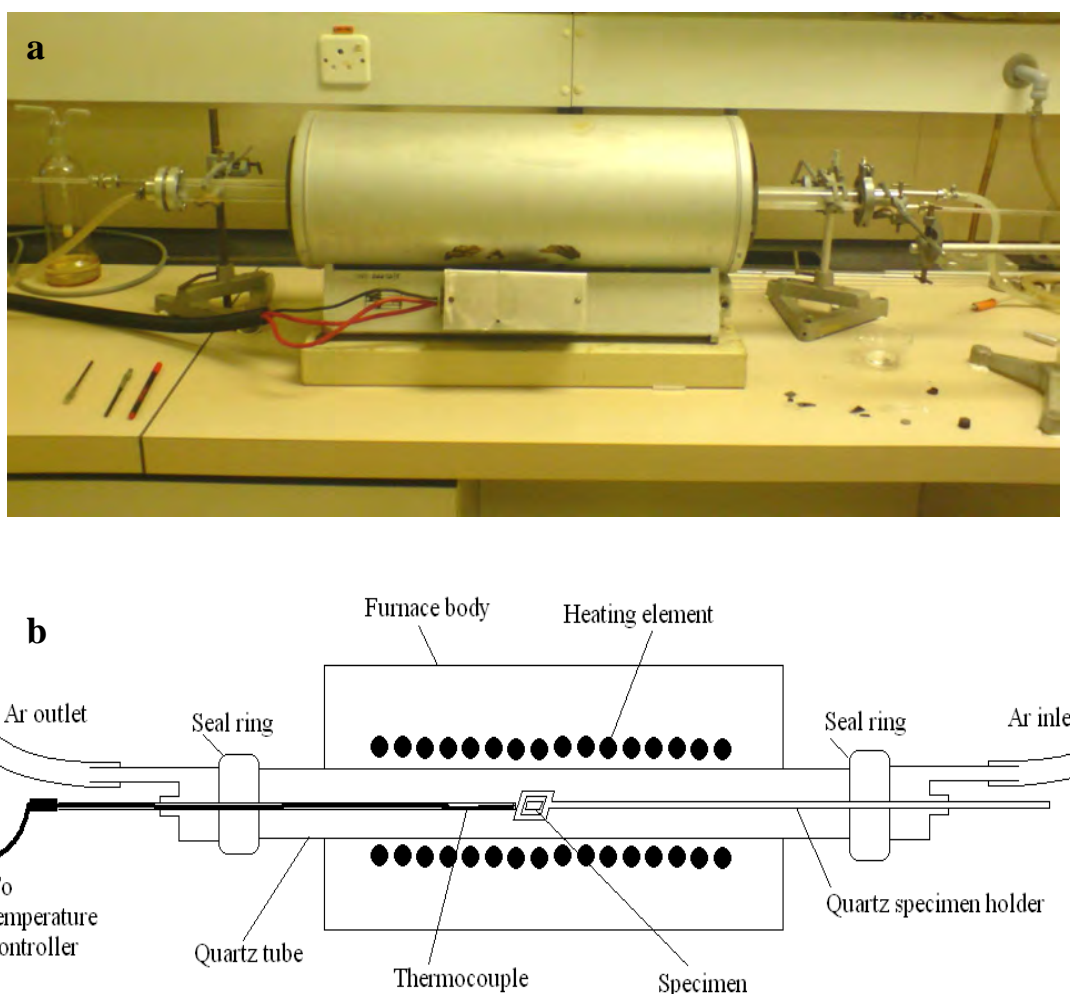 a
b
Furnace body
Heating element
Ar outlet
Seal ring
Seal ring
Ar inle
To
emperature
ontroller
Quartz tube
Thermocouple
Specimen
Quartz specimen holder